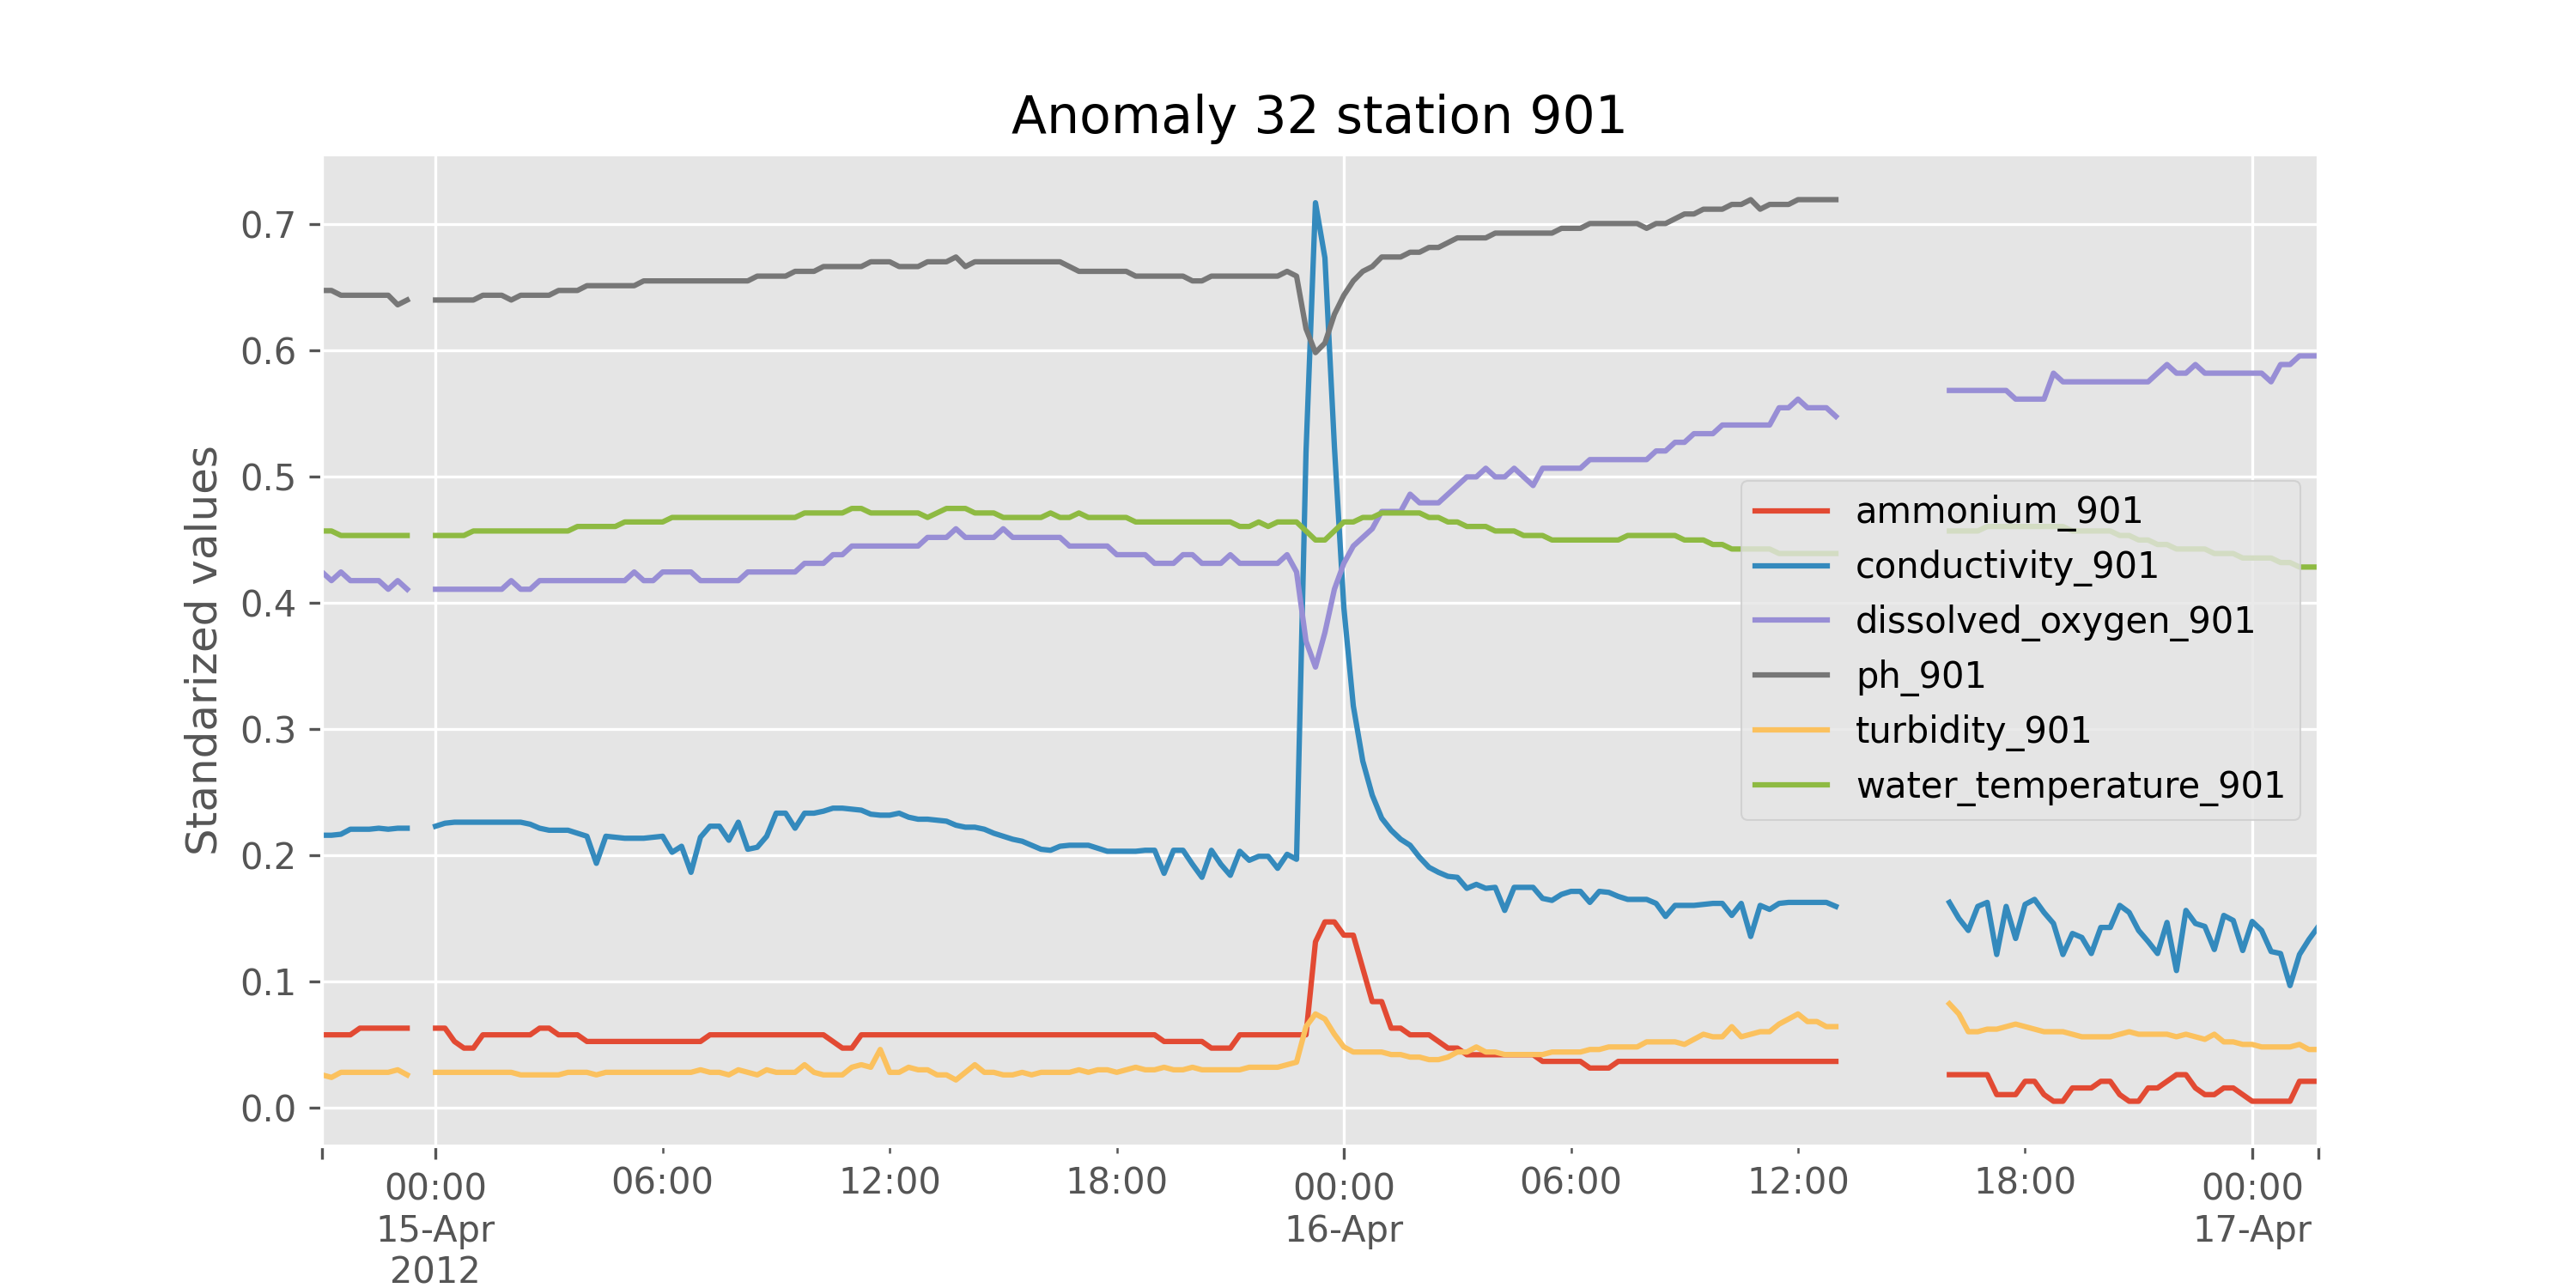 Anomaly 32 station 901
Standarized values
0.7
0.6
0.5
0.4
0.3
0.2
0.1
0.0
ammonium_901
conductivity_901
dissolved_oxygen_901
ph_901
turbidity_901
water_temperature_901
00:00 06:00 12:00 18:00 00:00 06:00 12:00 18:00 00:00
15-Apr 16-Apr 17-Apr
2012